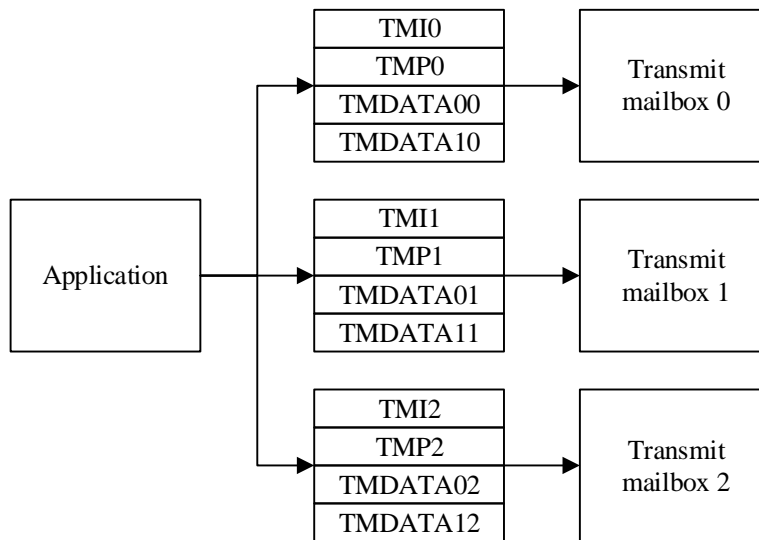 TMI0
TMP0
TMDATA00
TMDATA10
Transmit
mailbox 0
Application
TMI1
TMP1
TMDATA01
TMDATA11
Transmit
mailbox 1
TMI2
TMP2
TMDATA02
TMDATA12
Transmit
mailbox 2